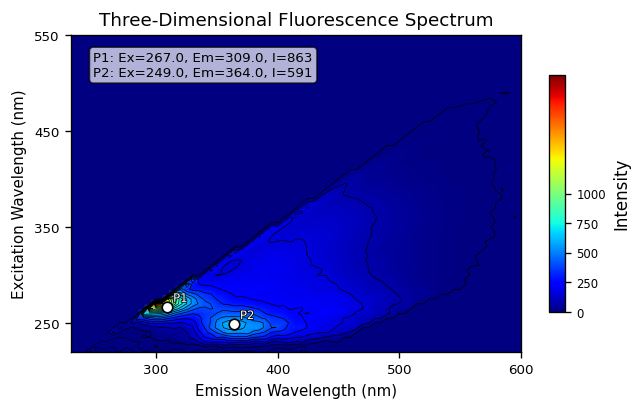 Three-Dimensional Fluorescence Spectrum
P1: Ex=267.0, Em=309.0, I=863
P2: Ex=249.0, Em=364.0, I=591
550
450
350
250
Excitation Wavelength (nm)
P1
P2
300
400
500
600
Emission Wavelength (nm)
1000
750
500
250
0
Intensity